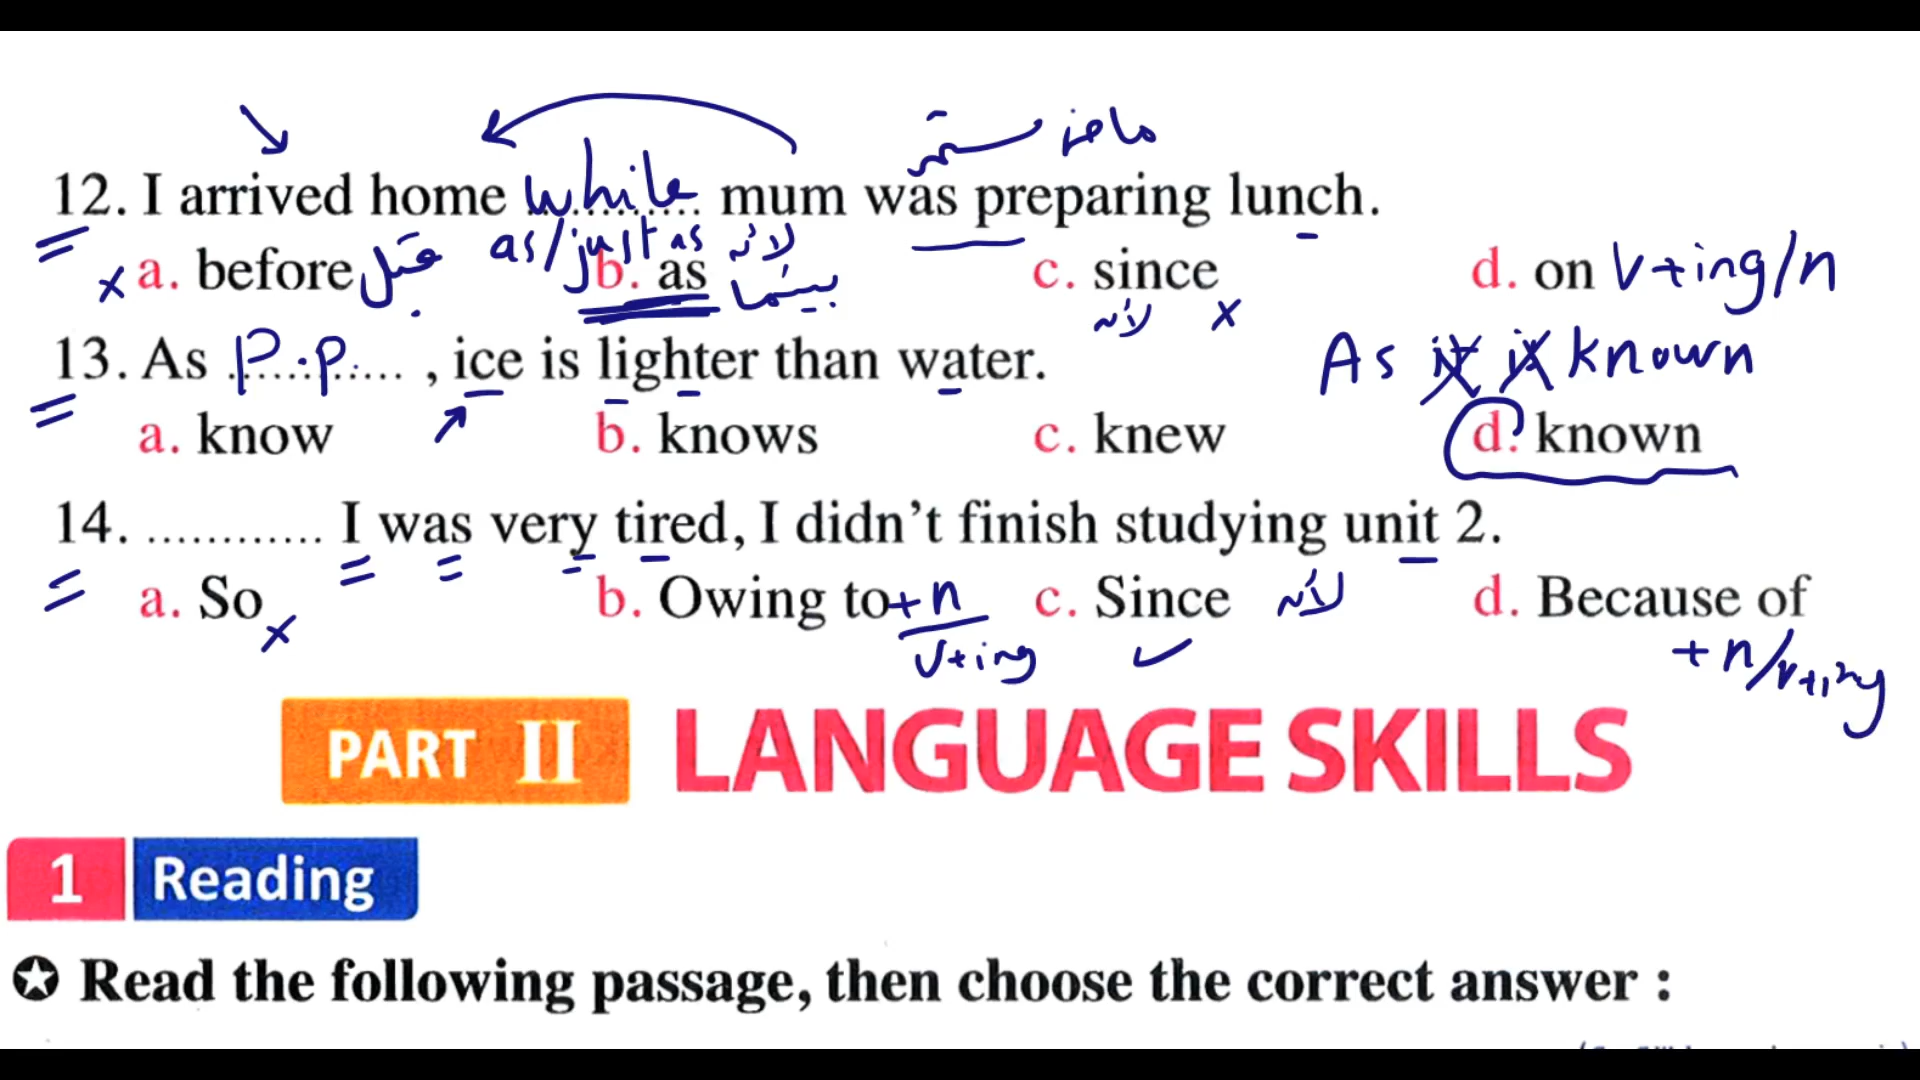 ماضى مستمر
12. I arrived home ..while.. mum was preparing lunch.
as/just as لأن
x a. before قبل b. as بينما c. since لأن x d. on V+ing/n
13. As ..P.P.... , ice is lighter than water. As it is known
a. know b. knows c. knew d. known
14. ............ I was very tired, I didn't finish studying unit 2.
a. So x b. Owing to +n c. Since لأن d. Because of
V+ing +n/v+ing
PART II LANGUAGE SKILLS
1 Reading
✪ Read the following passage, then choose the correct answer :